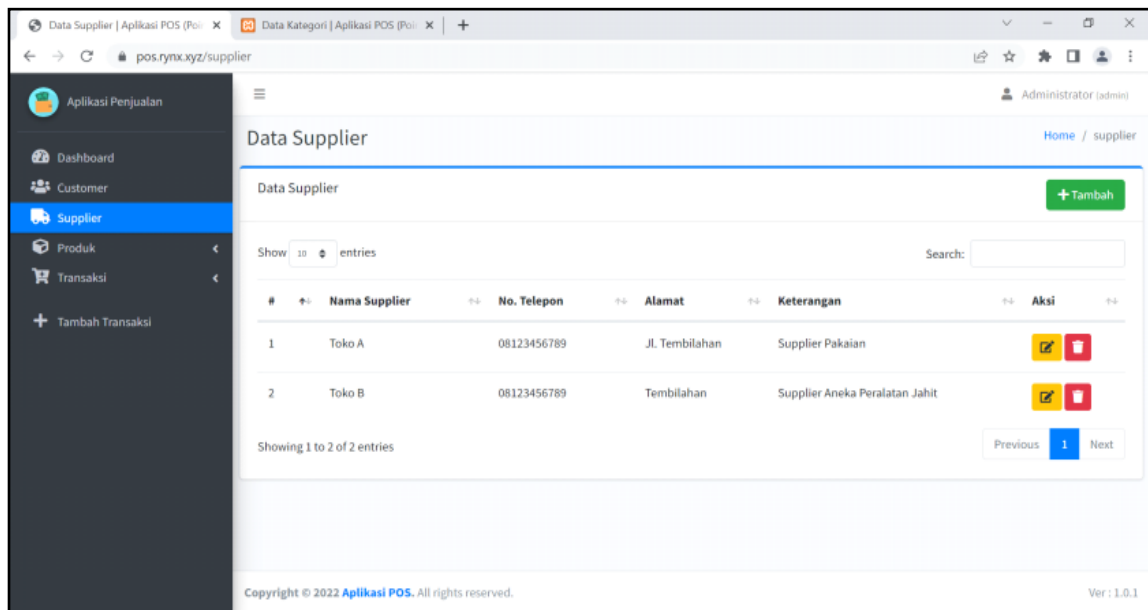 Data Supplier | Aplikasi POS (Poi
Data Kategori | Aplikasi POS (Poi
pos.rynx.xyz/supplier
Aplikasi Penjualan
Administrator (admin)
Data Supplier
Home / supplier
Dashboard
Customer
Supplier
Produk
Transaksi
Tambah Transaksi
Data Supplier
+ Tambah
Show 10 entries
Search:
# Nama Supplier No. Telepon Alamat Keterangan Aksi
1 Toko A 08123456789 Jl. Tembilahan Supplier Pakaian
2 Toko B 08123456789 Tembilahan Supplier Aneka Peralatan Jahit
Showing 1 to 2 of 2 entries
Previous 1 Next
Copyright © 2022 Aplikasi POS. All rights reserved.
Ver : 1.0.1